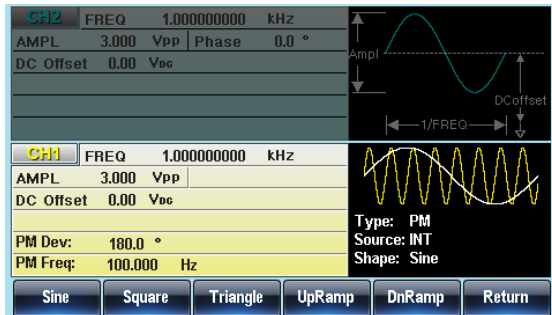 CH2 FREQ 1.000000000 kHz
AMPL 3.000 Vpp Phase 0.0 °
DC Offset 0.00 VDC
Ampl
DCoffset
1/FREQ
CH1 FREQ 1.000000000 kHz
AMPL 3.000 Vpp
DC Offset 0.00 VDC
PM Dev: 180.0 °
PM Freq: 100.000 Hz
Type: PM
Source: INT
Shape: Sine
Sine Square Triangle UpRamp DnRamp Return